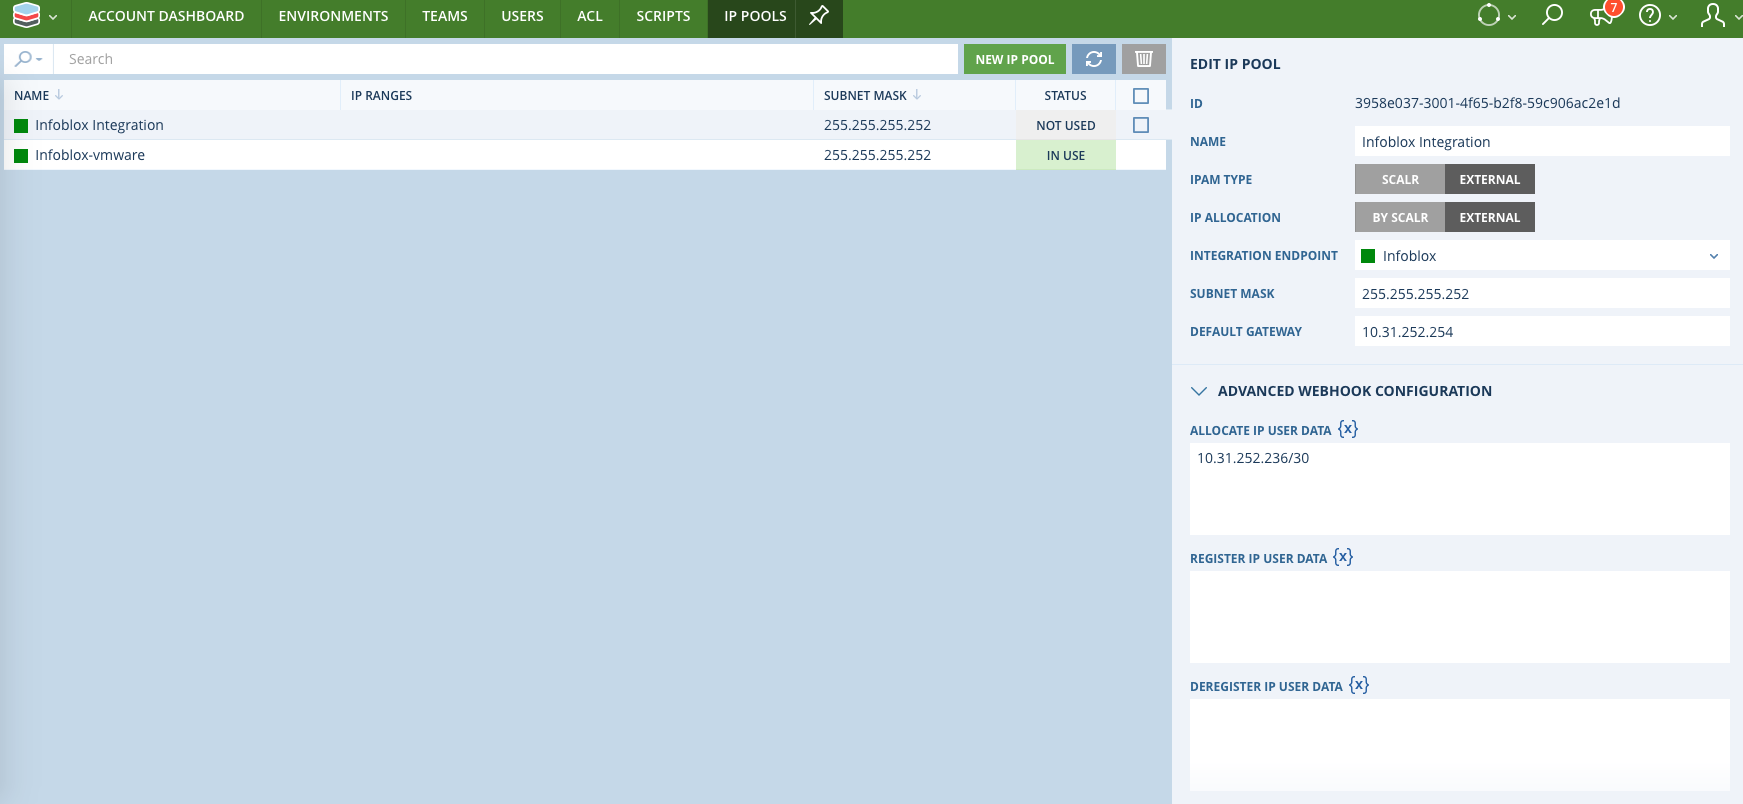 ACCOUNT DASHBOARD ENVIRONMENTS TEAMS USERS ACL SCRIPTS IP POOLS 7
Search NEW IP POOL
NAME IP RANGES SUBNET MASK STATUS
Infoblox Integration 255.255.255.252 NOT USED
Infoblox-vmware 255.255.255.252 IN USE
EDIT IP POOL
ID 3958e037-3001-4f65-b2f8-59c906ac2e1d
NAME Infoblox Integration
IPAM TYPE SCALR EXTERNAL
IP ALLOCATION BY SCALR EXTERNAL
INTEGRATION ENDPOINT Infoblox
SUBNET MASK 255.255.255.252
DEFAULT GATEWAY 10.31.252.254
ADVANCED WEBHOOK CONFIGURATION
ALLOCATE IP USER DATA {x}
10.31.252.236/30
REGISTER IP USER DATA {x}
DEREGISTER IP USER DATA {x}